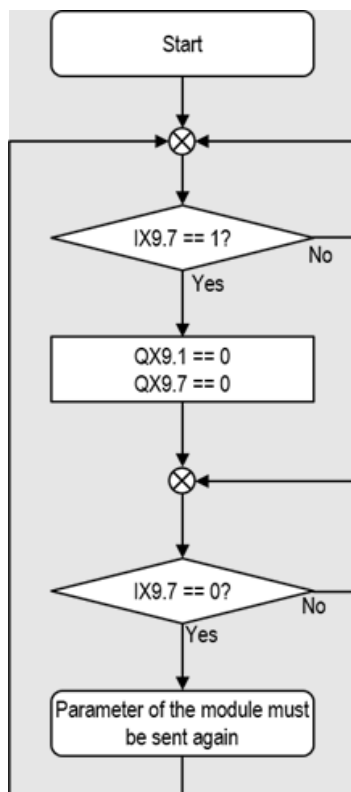 Start
IX9.7 == 1?
No
Yes
QX9.1 == 0
QX9.7 == 0
IX9.7 == 0?
No
Yes
Parameter of the module must
be sent again